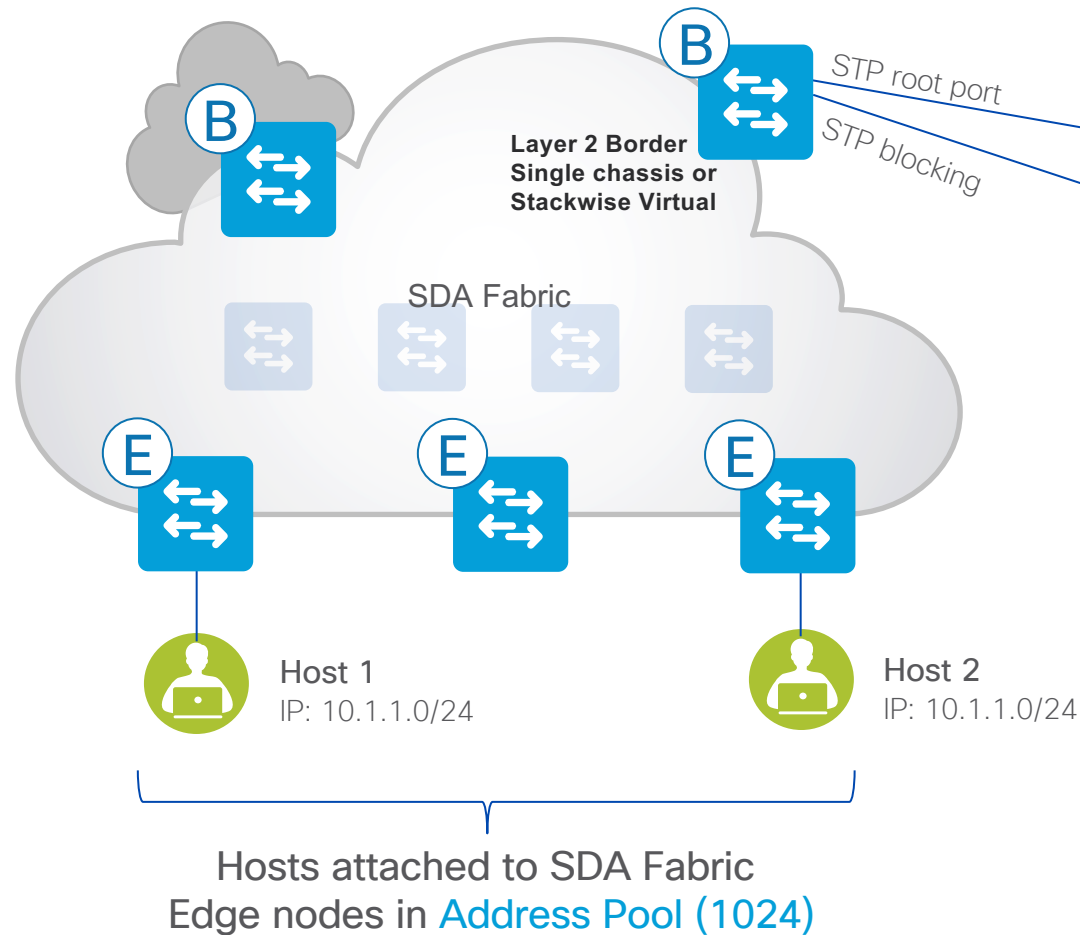 B
B
STP root port
STP blocking
Layer 2 Border
Single chassis or
Stackwise Virtual
SDA Fabric
E
E
E
Host 1
IP: 10.1.1.0/24
Host 2
IP: 10.1.1.0/24
Hosts attached to SDA Fabric
Edge nodes in Address Pool (1024)